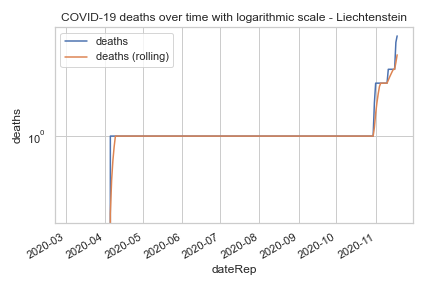 COVID-19 deaths over time with logarithmic scale - Liechtenstein
deaths
deaths (rolling)
deaths
10⁰
2020-03
2020-04
2020-05
2020-06
2020-07
2020-08
2020-09
2020-10
2020-11
dateRep